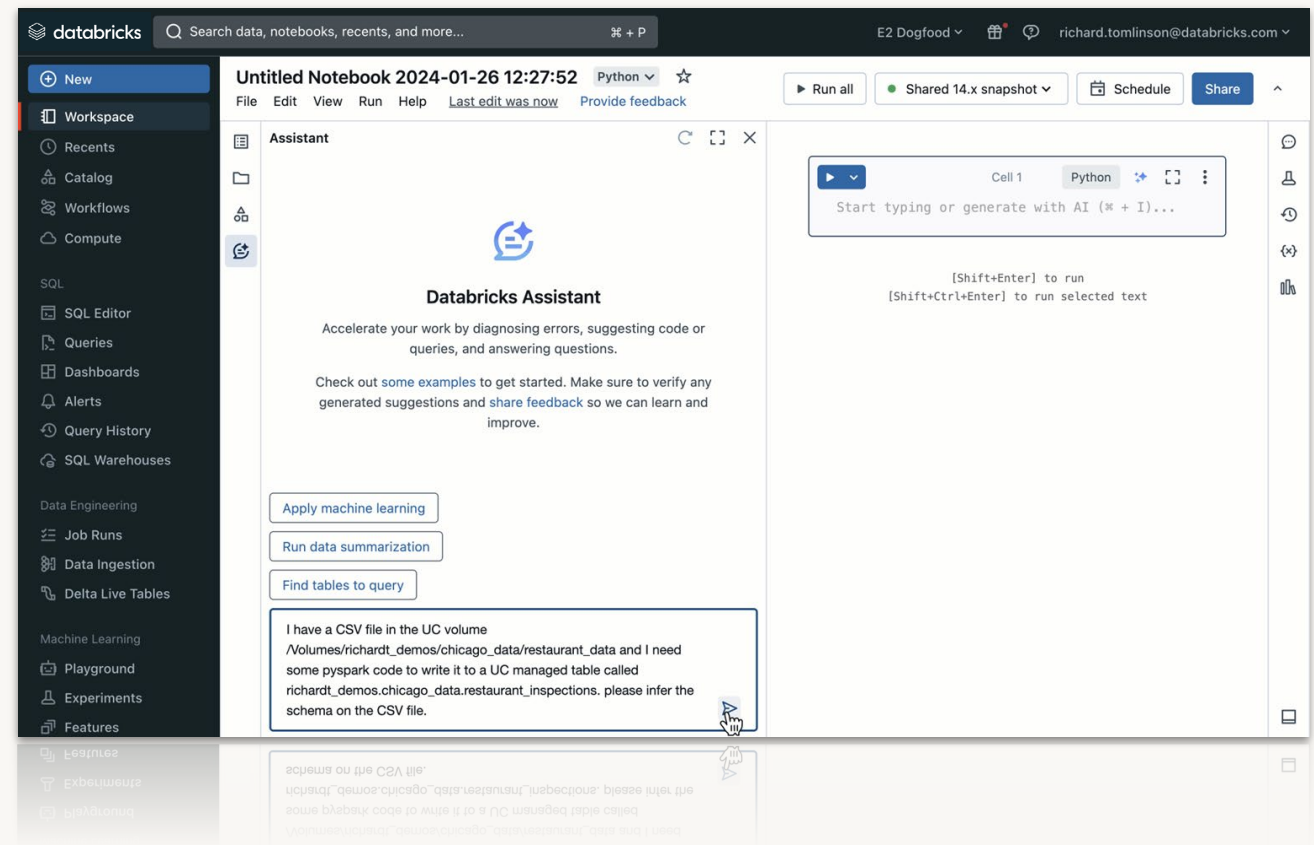 databricks
Search data, notebooks, recents, and more...
⌘ + P
E2 Dogfood
richard.tomlinson@databricks.com
New
Workspace
Recents
Catalog
Workflows
Compute
SQL
SQL Editor
Queries
Dashboards
Alerts
Query History
SQL Warehouses
Data Engineering
Job Runs
Data Ingestion
Delta Live Tables
Machine Learning
Playground
Experiments
Features
Untitled Notebook 2024-01-26 12:27:52
Python
File Edit View Run Help Last edit was now Provide feedback
Run all
Shared 14.x snapshot
Schedule
Share
Assistant
Databricks Assistant
Accelerate your work by diagnosing errors, suggesting code or
queries, and answering questions.
Check out some examples to get started. Make sure to verify any
generated suggestions and share feedback so we can learn and
improve.
Apply machine learning
Run data summarization
Find tables to query
I have a CSV file in the UC volume
/Volumes/richardt_demos/chicago_data/restaurant_data and I need
some pyspark code to write it to a UC managed table called
richardt_demos.chicago_data.restaurant_inspections. please infer the
schema on the CSV file.
Cell 1
Python
Start typing or generate with AI (⌘ + I)...
[Shift+Enter] to run
[Shift+Ctrl+Enter] to run selected text